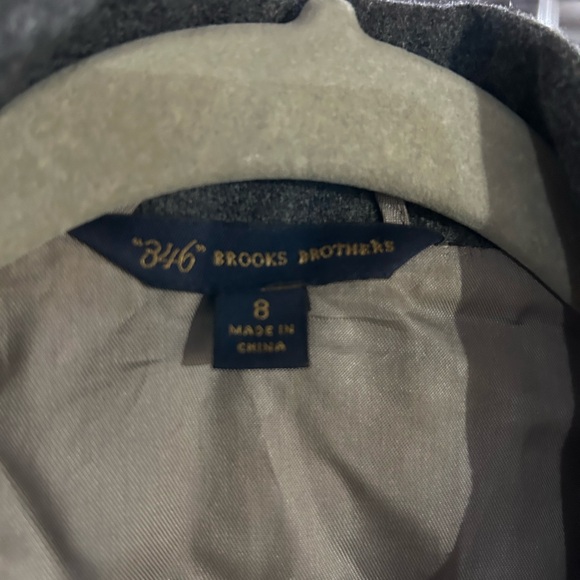 "346" BROOKS BROTHERS
8
MADE IN
CHINA